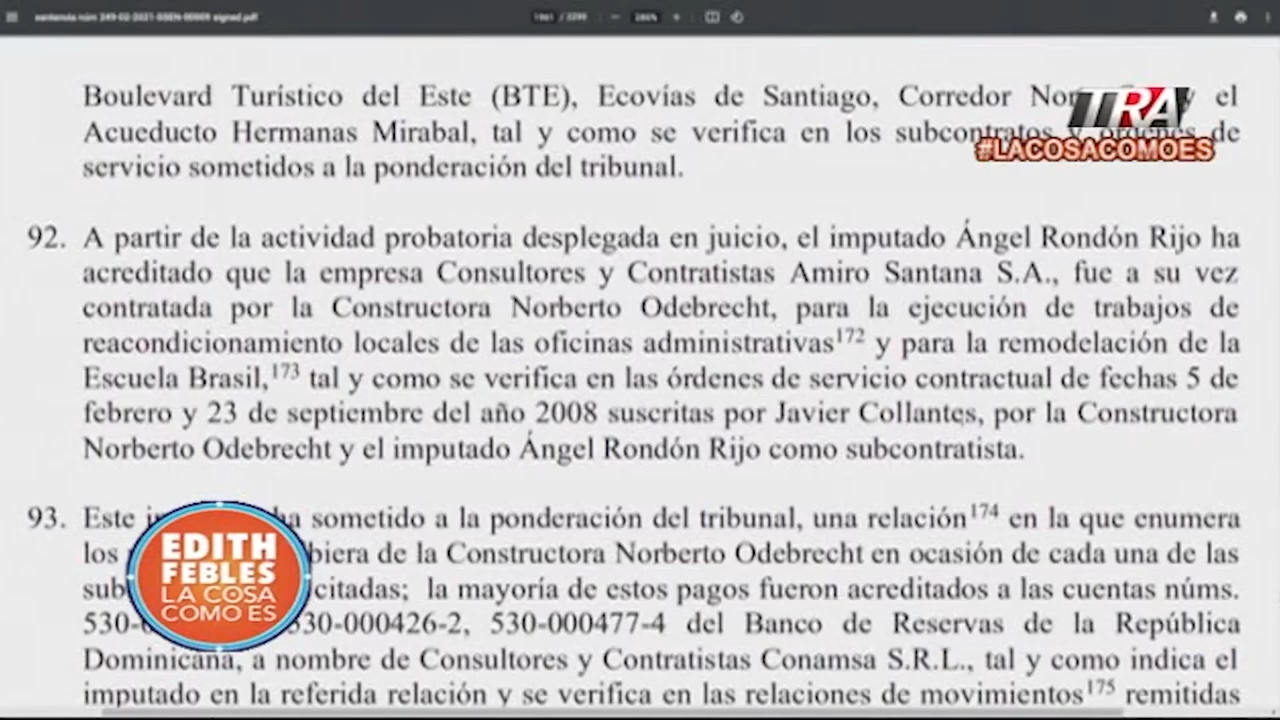 sentencia núm 249-02-2021-SSEN-00009 signed.pdf
Boulevard Turístico del Este (BTE), Ecovías de Santiago, Corredor y el
TRA
Acueducto Hermanas Mirabal, tal y como se verifica en los subcontratos y órdenes de
#LACOSACOMOES
servicio sometidos a la ponderación del tribunal.
92. A partir de la actividad probatoria desplegada en juicio, el imputado Ángel Rondón Rijo ha
acreditado que la empresa Consultores y Contratistas Amiro Santana S.A., fue a su vez
contratada por la Constructora Norberto Odebrecht, para la ejecución de trabajos de
reacondicionamiento locales de las oficinas administrativas172 y para la remodelación de la
Escuela Brasil,173 tal y como se verifica en las órdenes de servicio contractual de fechas 5 de
febrero y 23 de septiembre del año 2008 suscritas por Javier Collantes, por la Constructora
Norberto Odebrecht y el imputado Ángel Rondón Rijo como subcontratista.
93. Este ha sometido a la ponderación del tribunal, una relación174 en la que enumera
los de la Constructora Norberto Odebrecht en ocasión de cada una de las
citadas; la mayoría de estos pagos fueron acreditados a las cuentas núms.
530-000426-2, 530-000477-4 del Banco de Reservas de la República
Dominicana, a nombre de Consultores y Contratistas Conamsa S.R.L., tal y como indica el
imputado en la referida relación y se verifica en las relaciones de movimientos175 remitidas
EDITH
FEBLES
LA COSA
COMO ES